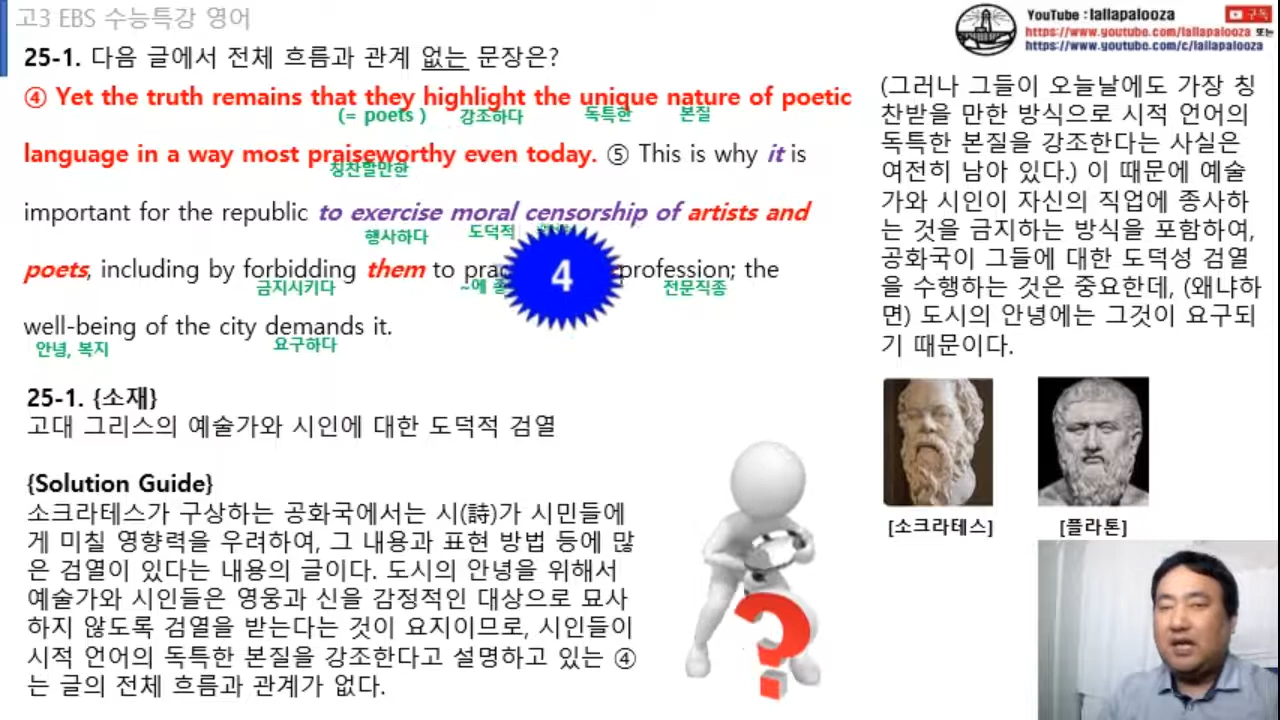 고3 EBS 수능특강 영어
YouTube : lallapalooza
구독
https://www.youtube.com/lallapalooza 또는
https://www.youtube.com/c/lallapalooza
25-1. 다음 글에서 전체 흐름과 관계 없는 문장은?
④ Yet the truth remains that they highlight the unique nature of poetic
(= poets ) 강조하다 독특한 본질
language in a way most praiseworthy even today. ⑤ This is why it is
칭찬할만한
important for the republic to exercise moral censorship of artists and
행사하다 도덕적
poets, including by forbidding them to profession; the
금지시키다 ~에 전문직종
4
well-being of the city demands it.
안녕, 복지 요구하다
25-1. {소재}
고대 그리스의 예술가와 시인에 대한 도덕적 검열
{Solution Guide}
소크라테스가 구상하는 공화국에서는 시(詩)가 시민들에
게 미칠 영향력을 우려하여, 그 내용과 표현 방법 등에 많
은 검열이 있다는 내용의 글이다. 도시의 안녕을 위해서
예술가와 시인들은 영웅과 신을 감정적인 대상으로 묘사
하지 않도록 검열을 받는다는 것이 요지이므로, 시인들이
시적 언어의 독특한 본질을 강조한다고 설명하고 있는 ④
는 글의 전체 흐름과 관계가 없다.
(그러나 그들이 오늘날에도 가장 칭
찬받을 만한 방식으로 시적 언어의
독특한 본질을 강조한다는 사실은
여전히 남아 있다.) 이 때문에 예술
가와 시인이 자신의 직업에 종사하
는 것을 금지하는 방식을 포함하여,
공화국이 그들에 대한 도덕성 검열
을 수행하는 것은 중요한데, (왜냐하
면) 도시의 안녕에는 그것이 요구되
기 때문이다.
[소크라테스] [플라톤]